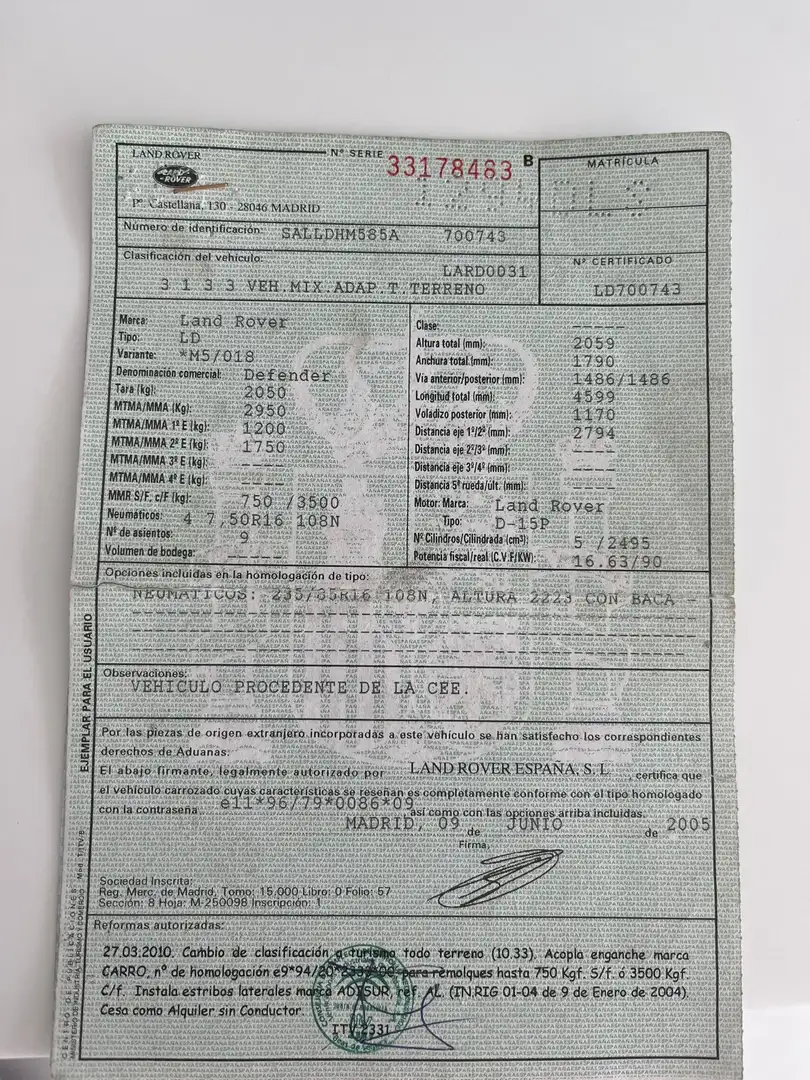 LAND ROVER
LAND ROVER
Pº. Castellana, 130 - 28046 MADRID
Nº SERIE 33178483 B
MATRÍCULA
Número de identificación: SALLDHM585A 700743
Clasificación del vehículo: LARD0031
3 1 3 3 VEH.MIX.ADAP.T.TERRENO
Nº CERTIFICADO
LD700743
Marca: Land Rover
Tipo: LD
Variante: *M5/018
Denominación comercial: Defender
Tara (kg): 2050
MTMA/MMA (Kg): 2950
MTMA/MMA 1º E (kg): 1200
MTMA/MMA 2º E (kg): 1750
MTMA/MMA 3º E (kg): ----
MTMA/MMA 4º E (kg): ----
MMR S/F, c/F (kg): 750 /3500
Neumáticos: 4 7,50R16 108N
Nº de asientos: 9
Volumen de bodega: -----
Clase: -----
Altura total (mm): 2059
Anchura total (mm): 1790
Vía anterior/posterior (mm): 1486/1486
Longitud total (mm): 4599
Voladizo posterior (mm): 1170
Distancia eje 1º/2º (mm): 2794
Distancia eje 2º/3º (mm): ----
Distancia eje 3º/4º (mm): ----
Distancia 5ª rueda/últ. (mm): ----
Motor: Marca: Land Rover
Tipo: D-15P
Nº Cilindros/Cilindrada (cm³): 5 /2495
Potencia fiscal/real (C.V.F/KW): 16.63/90
Opciones incluidas en la homologación de tipo:
NEUMATICOS: 235/85R16 108N, ALTURA 2223 CON BACA -
Observaciones:
VEHICULO PROCEDENTE DE LA CEE.
Por las piezas de origen extranjero incorporadas a este vehículo se han satisfecho los correspondientes
derechos de Aduanas.
El abajo firmante, legalmente autorizado por LAND ROVER ESPAÑA, S. L. , certifica que
el vehículo carrozado cuyas características se reseñan es completamente conforme con el tipo homologado
con la contraseña e11*96/79*0086*09 así como con las opciones arriba incluidas.
MADRID, 09 de JUNIO de 2005
Firma,
Sociedad Inscrita:
Reg. Merc. de Madrid, Tomo: 15.000 Libro: 0 Folio: 57
Sección: 8 Hoja: M-250098 Inscripción: 1
Reformas autorizadas:
27.03.2010. Cambio de clasificación a turismo todo terreno (10.33). Acopla enganche marca
CARRO, nº de homologación e9*94/20*2333*00 para remolques hasta 750 Kgf. S/f. ó 3500 Kgf.
C/f. Instala estribos laterales marca ADISUR, ref. AL. (IN.RIG 01-04 de 9 de Enero de 2004).
Cesa como Alquiler sin Conductor.
ITV 2331
EJEMPLAR PARA EL USUARIO